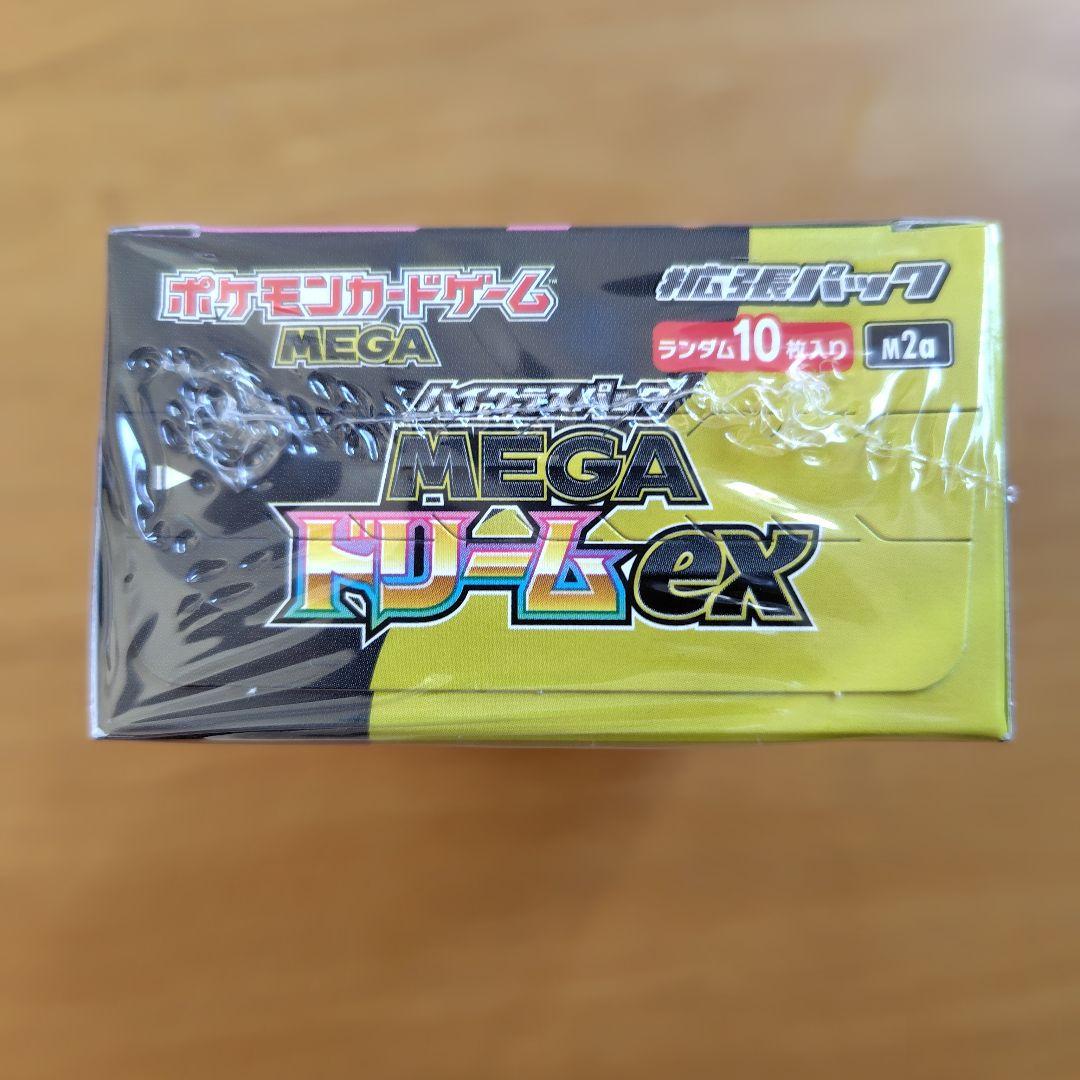 ポケモンカードゲーム™
MEGA
拡張パック
ランダム10枚入り
M2a
ハイクラスパック
MEGA
ドリームex